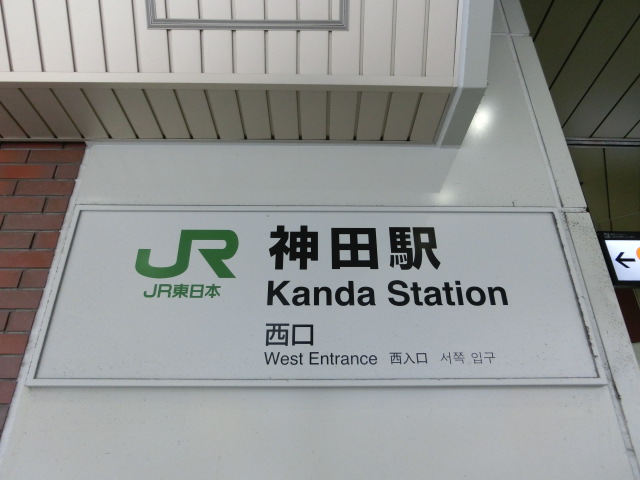 JR
JR東日本
神田駅
Kanda Station
西口
West Entrance 西入口 서쪽 입구
←